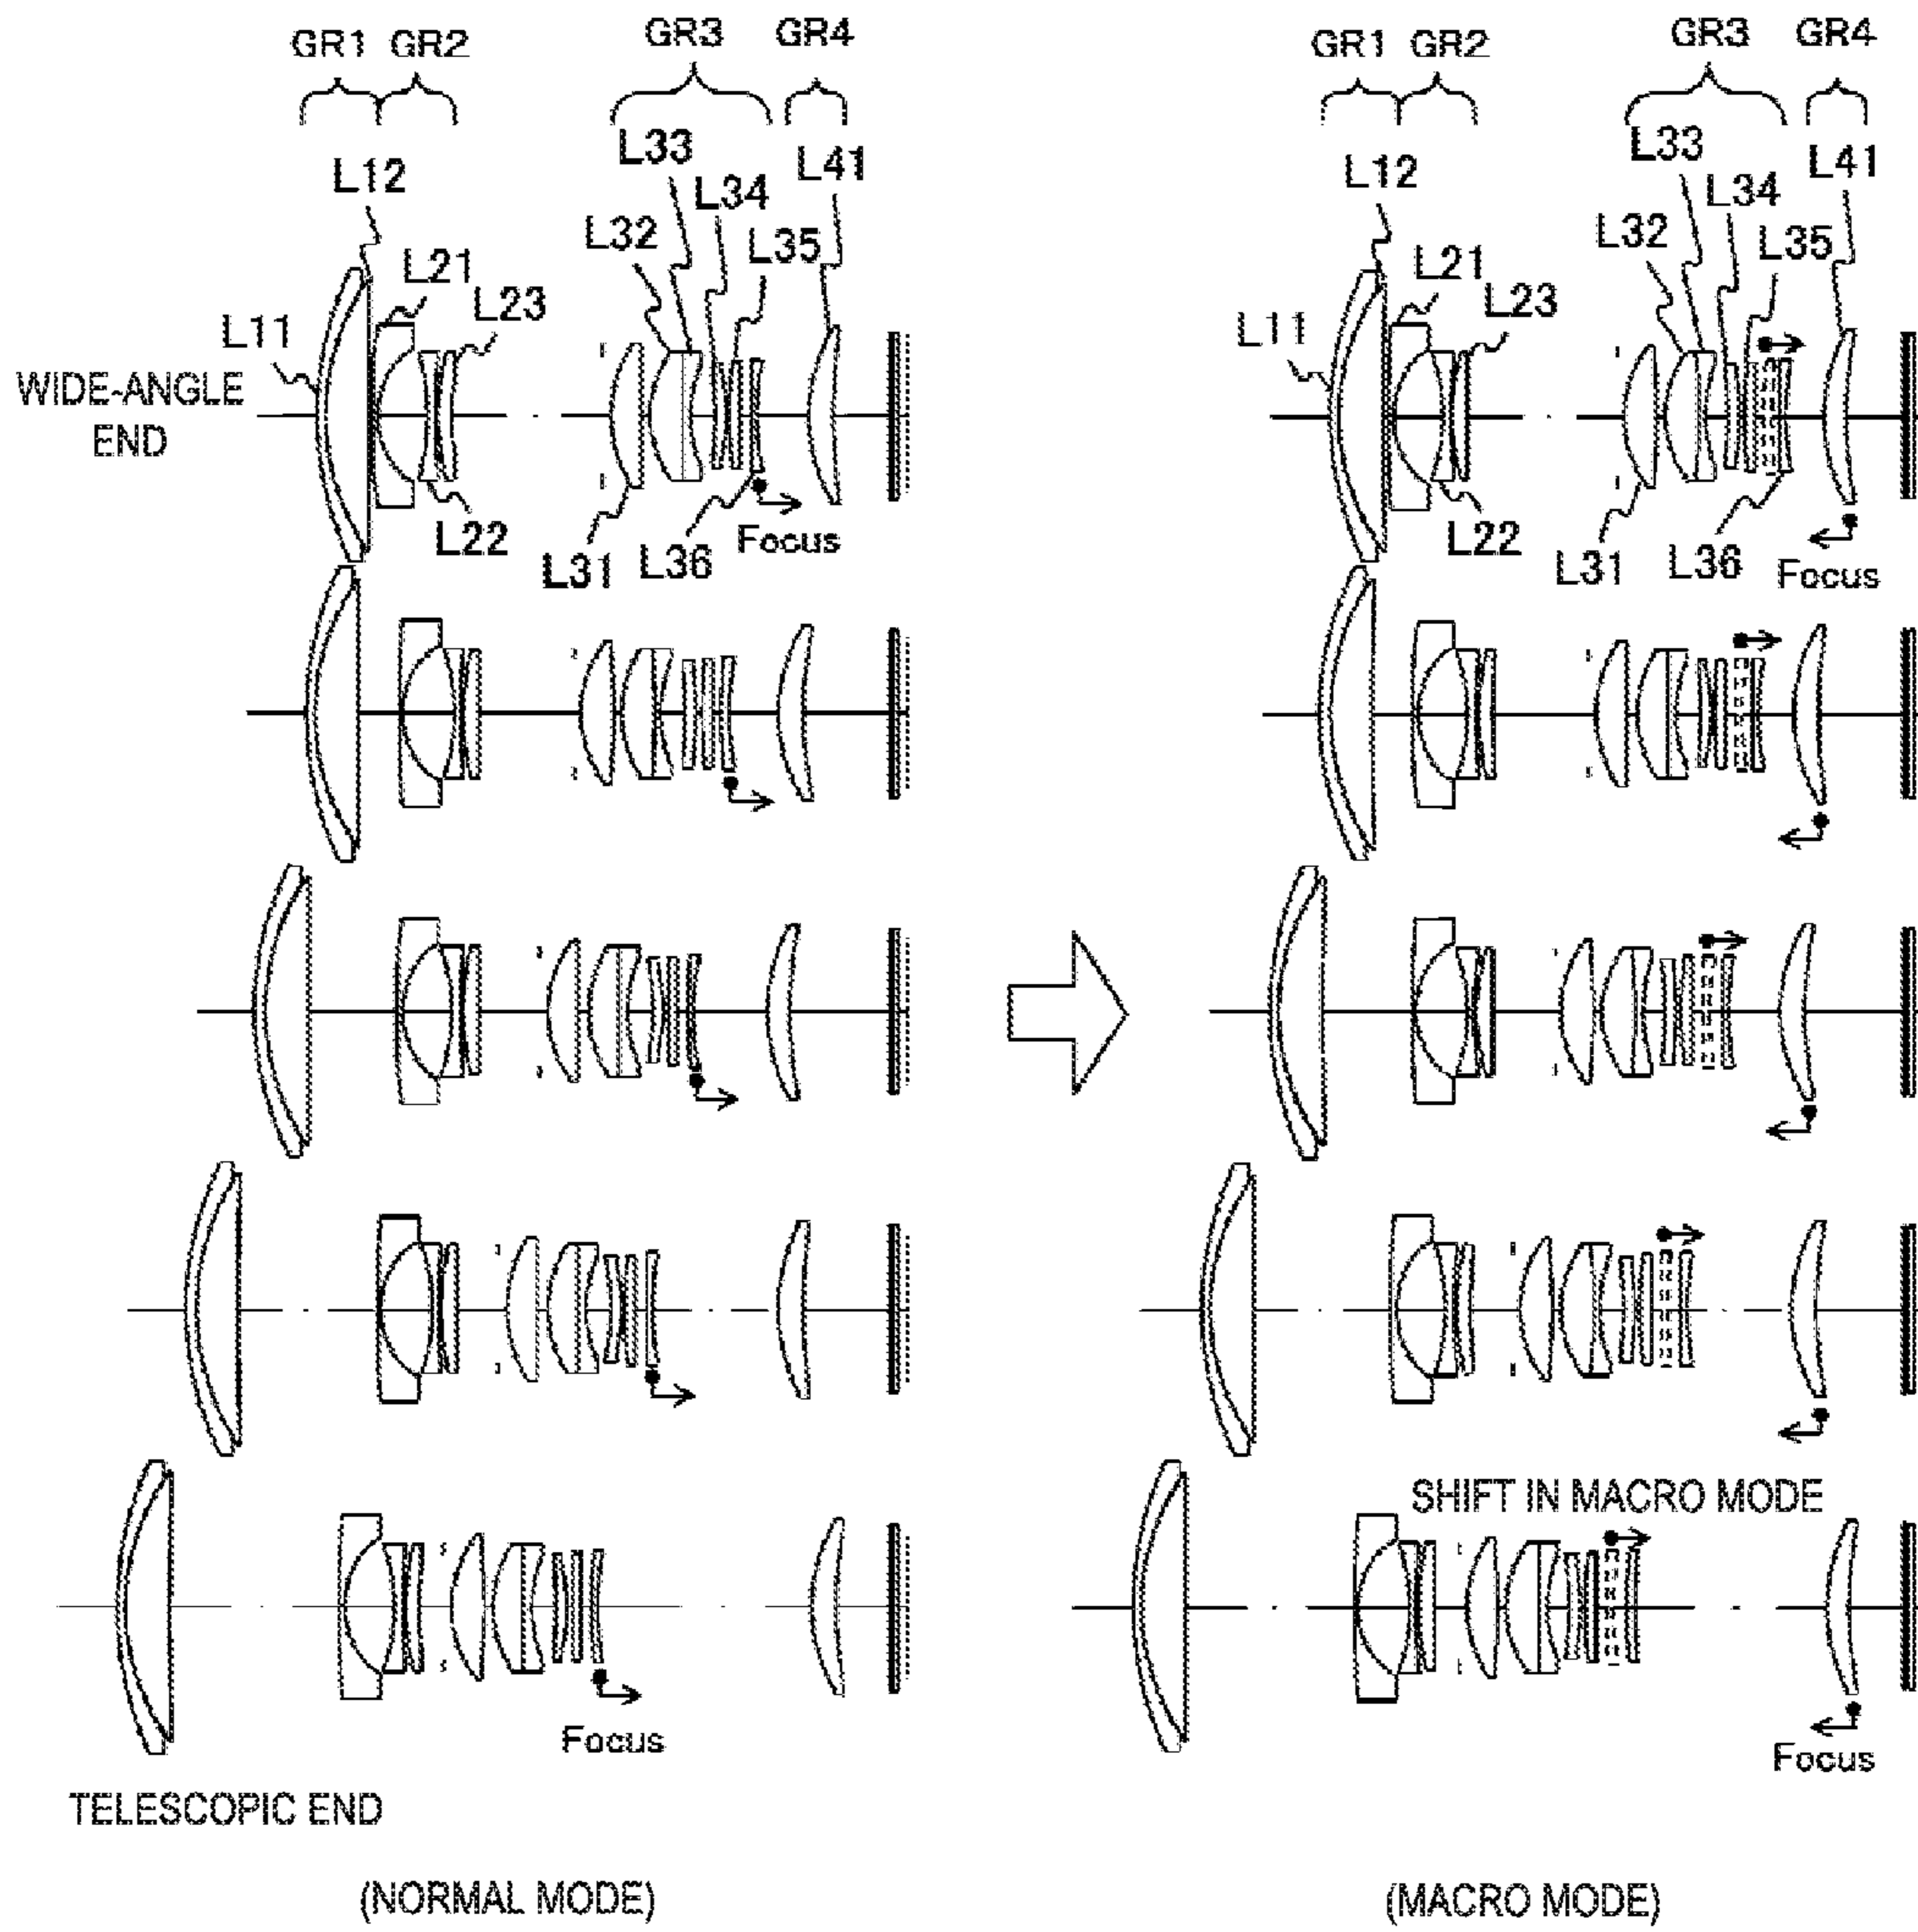 GR1 GR2 GR3 GR4
L33 L41
L12 L34
L32 L35
L21
L23
L11
WIDE-ANGLE
END
L22 Focus
L31 L36
GR1 GR2 GR3 GR4
L33 L41
L12 L34
L32 L35
L21
L23
L11
L22
L31 L36 Focus
SHIFT IN MACRO MODE
Focus
Focus
TELESCOPIC END
(NORMAL MODE)
(MACRO MODE)